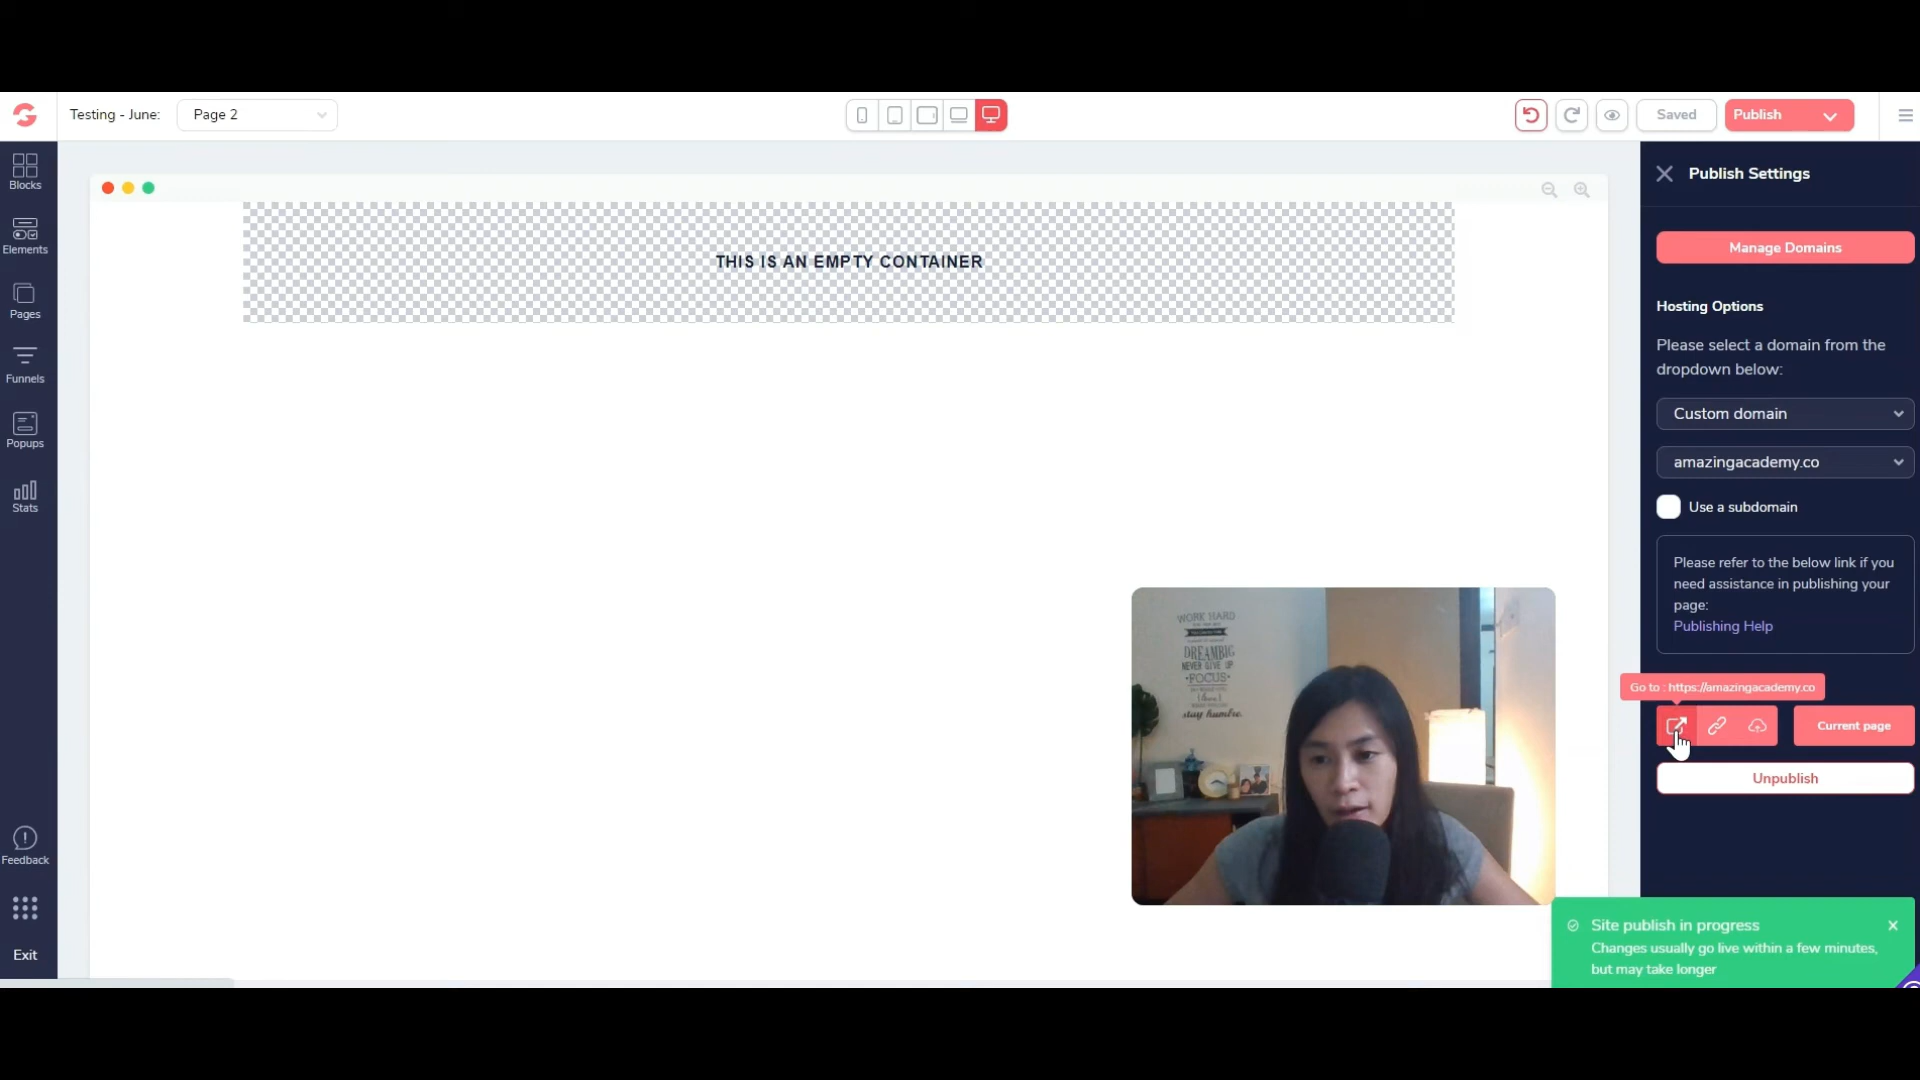 Testing - June:
Page 2
Saved
Publish
Blocks
Elements
Pages
Funnels
Popups
Stats
Feedback
Exit
THIS IS AN EMPTY CONTAINER
Publish Settings
Manage Domains
Hosting Options
Please select a domain from the
dropdown below:
Custom domain
amazingacademy.co
Use a subdomain
Please refer to the below link if you
need assistance in publishing your
page:
Publishing Help
Go to : https://amazingacademy.co
Current page
Unpublish
WORK HARD
DREAMBIG
NEVER GIVE UP
•FOCUS•
stay humble.
Site publish in progress
Changes usually go live within a few minutes,
but may take longer